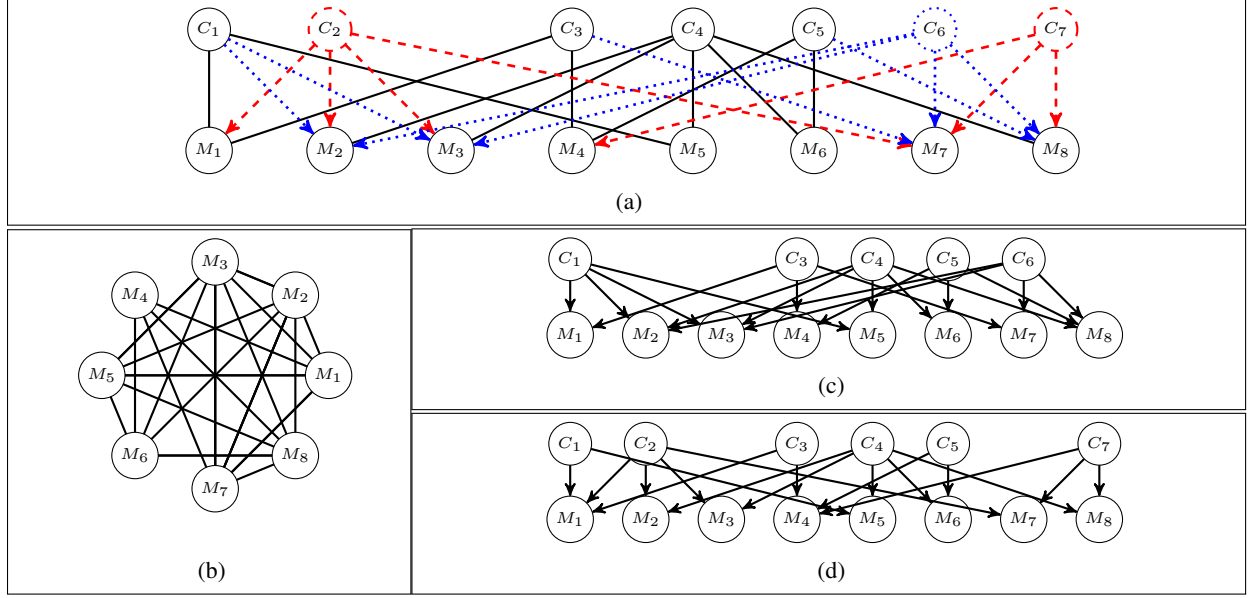 C1 C2 C3 C4 C5 C6 C7
M1 M2 M3 M4 M5 M6 M7 M8
(a)
M3
M4 M2
M5 M1
M6 M8
M7
(b)
C1 C3 C4 C5 C6
M1 M2 M3 M4 M5 M6 M7 M8
(c)
C1 C2 C3 C4 C5 C7
M1 M2 M3 M4 M5 M6 M7 M8
(d)